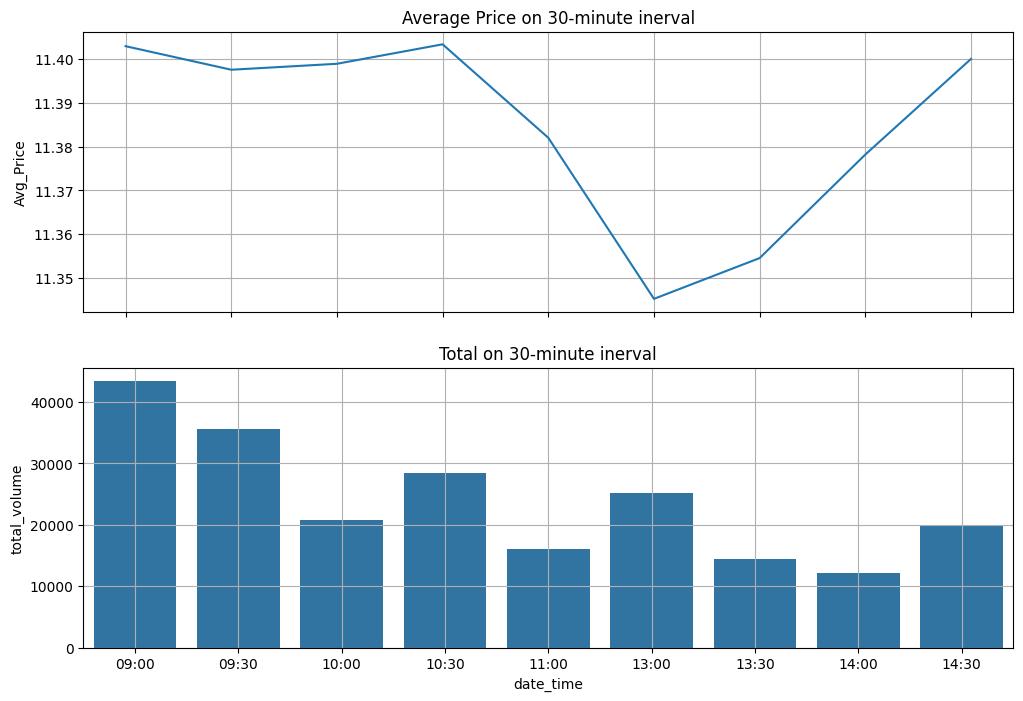 Average Price on 30-minute inerval
Avg_Price
11.40
11.39
11.38
11.37
11.36
11.35
Total on 30-minute inerval
total_volume
40000
30000
20000
10000
0
09:00 09:30 10:00 10:30 11:00 13:00 13:30 14:00 14:30
date_time